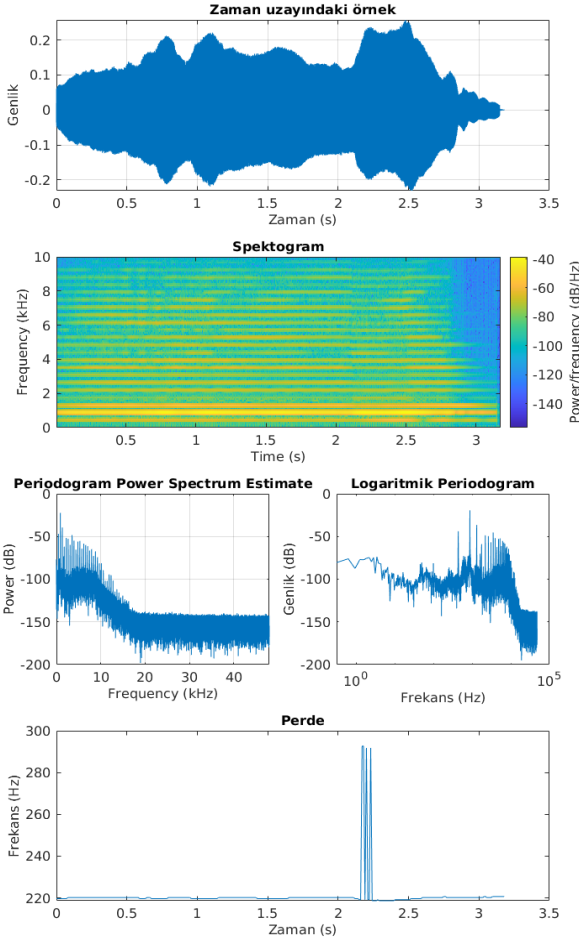 Zaman uzayındaki örnek
0.2
0.1
0
-0.1
-0.2
Genlik
0 0.5 1 1.5 2 2.5 3 3.5
Zaman (s)
Spektogram
10
8
6
4
2
0
Frequency (kHz)
0.5 1 1.5 2 2.5 3
Time (s)
-40
-60
-80
-100
-120
-140
Power/frequency (dB/Hz)
Periodogram Power Spectrum Estimate
0
-50
-100
-150
-200
Power (dB)
0 10 20 30 40
Frequency (kHz)
Logaritmik Periodogram
0
-50
-100
-150
-200
Genlik (dB)
10⁰ 10⁵
Frekans (Hz)
Perde
300
280
260
240
220
Frekans (Hz)
0 0.5 1 1.5 2 2.5 3 3.5
Zaman (s)